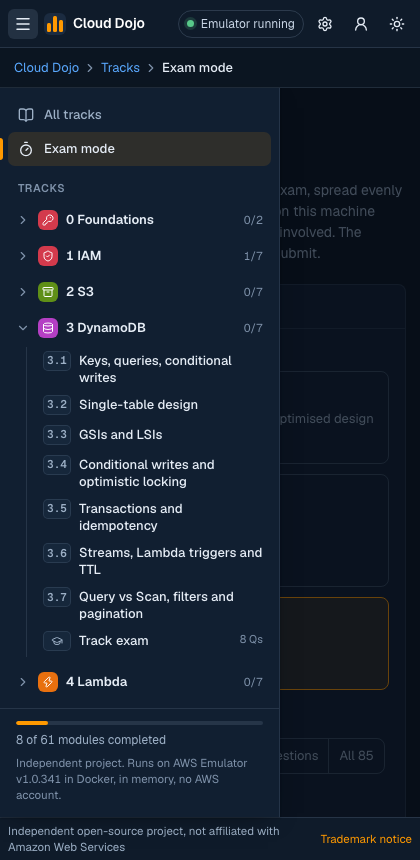 Cloud Dojo
Emulator running
Cloud Dojo > Tracks > Exam mode
All tracks
Exam mode
TRACKS
0 Foundations 0/2
1 IAM 1/7
2 S3 0/7
3 DynamoDB 0/7
3.1 Keys, queries, conditional
writes
3.2 Single-table design
3.3 GSIs and LSIs
3.4 Conditional writes and
optimistic locking
3.5 Transactions and
idempotency
3.6 Streams, Lambda triggers and
TTL
3.7 Query vs Scan, filters and
pagination
Track exam 8 Qs
4 Lambda 0/7
8 of 61 modules completed
Independent project. Runs on AWS Emulator
v1.0.341 in Docker, in memory, no AWS
account.
spread evenly
on this machine
involved. The
design
All 85
Independent open-source project, not affiliated with
Amazon Web Services
Trademark notice